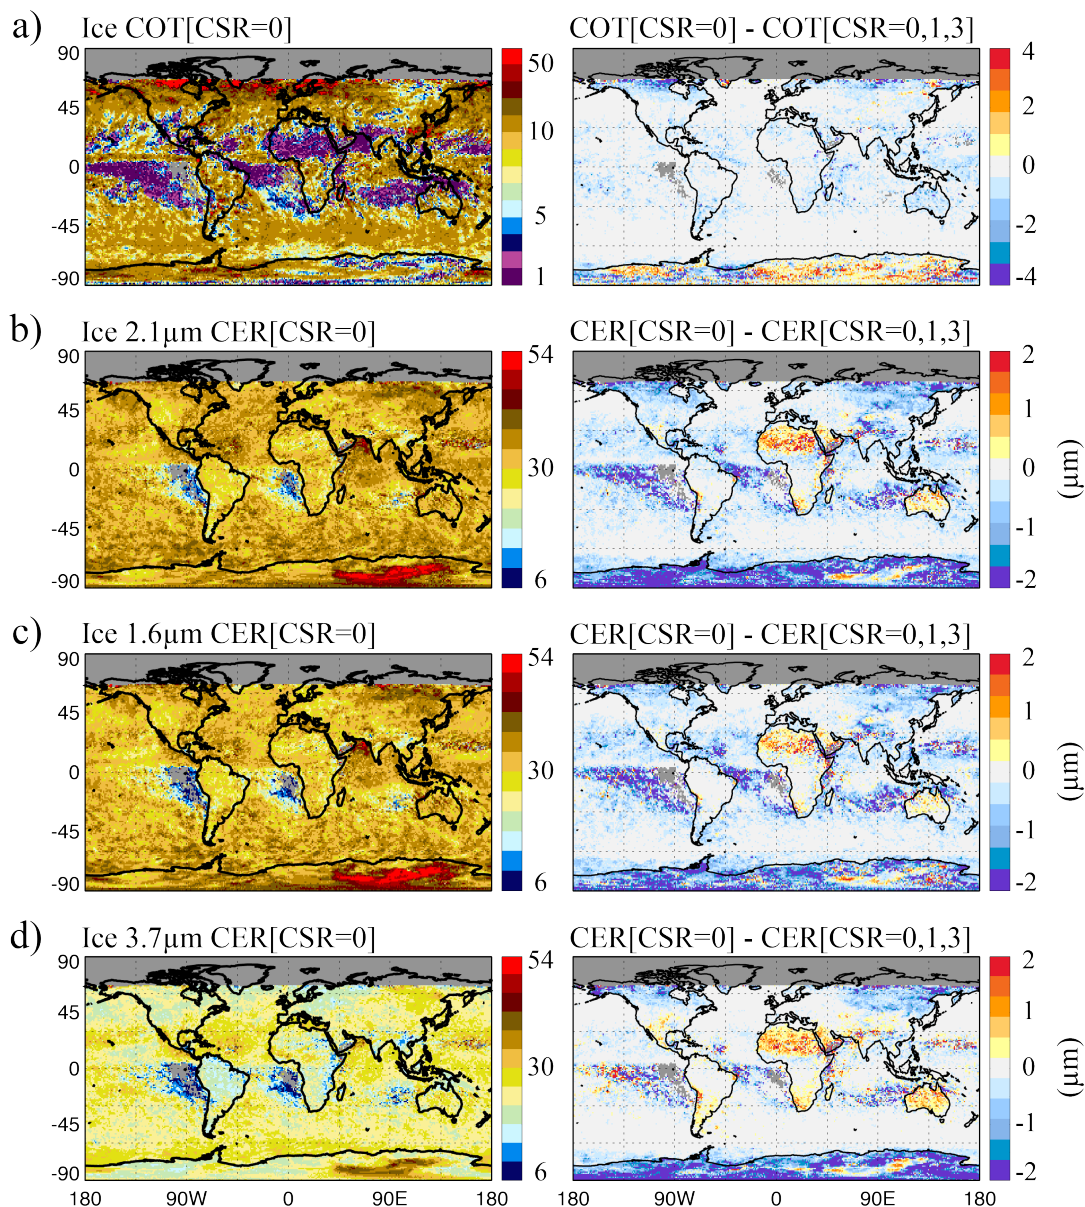 a) Ice COT[CSR=0] COT[CSR=0] - COT[CSR=0,1,3]
90 50 4
45 10 2
0 0
-45 5 -2
-90 1 -4
b) Ice 2.1µm CER[CSR=0] CER[CSR=0] - CER[CSR=0,1,3]
90 54 2
45 1
0 30 0 (µm)
-45 -1
-90 6 -2
c) Ice 1.6µm CER[CSR=0] CER[CSR=0] - CER[CSR=0,1,3]
90 54 2
45 1
0 30 0 (µm)
-45 -1
-90 6 -2
d) Ice 3.7µm CER[CSR=0] CER[CSR=0] - CER[CSR=0,1,3]
90 54 2
45 1
0 30 0 (µm)
-45 -1
-90 6 -2
180 90W 0 90E 180 180 90W 0 90E 180